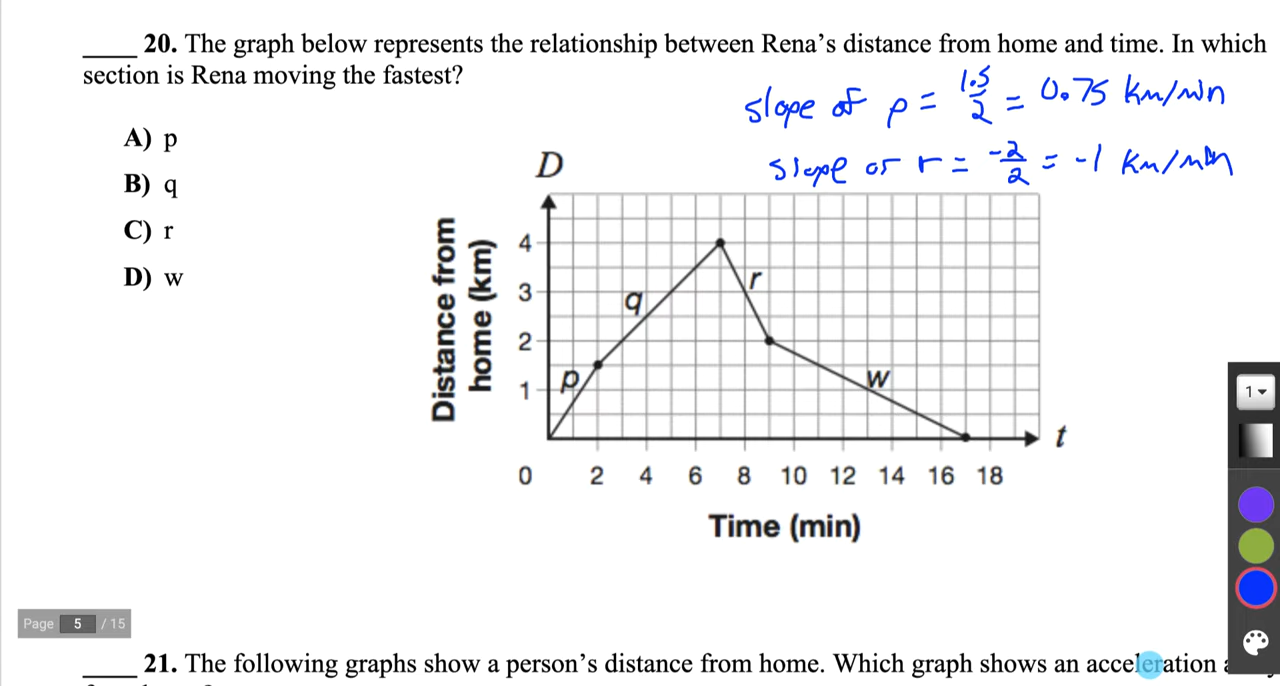 ____ 20. The graph below represents the relationship between Rena’s distance from home and time. In which
section is Rena moving the fastest?
slope of p = 1.5/2 = 0.75 km/min
slope or r = -2/2 = -1 km/min
A) p
B) q
C) r
D) w
D
Distance from
home (km)
4
3
2
1
q
r
p
w
t
0 2 4 6 8 10 12 14 16 18
Time (min)
1
Page 5 / 15
____ 21. The following graphs show a person’s distance from home. Which graph shows an acceleration